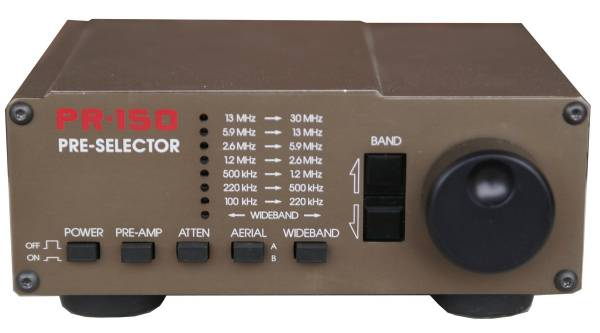 PR-150
PRE-SELECTOR
13 MHz → 30 MHz
5.9 MHz → 13 MHz
2.6 MHz → 5.9 MHz
1.2 MHz → 2.6 MHz
500 kHz → 1.2 MHz
220 kHz → 500 kHz
100 kHz → 220 kHz
← WIDEBAND →
BAND
POWER PRE-AMP ATTEN AERIAL WIDEBAND
OFF A
ON B